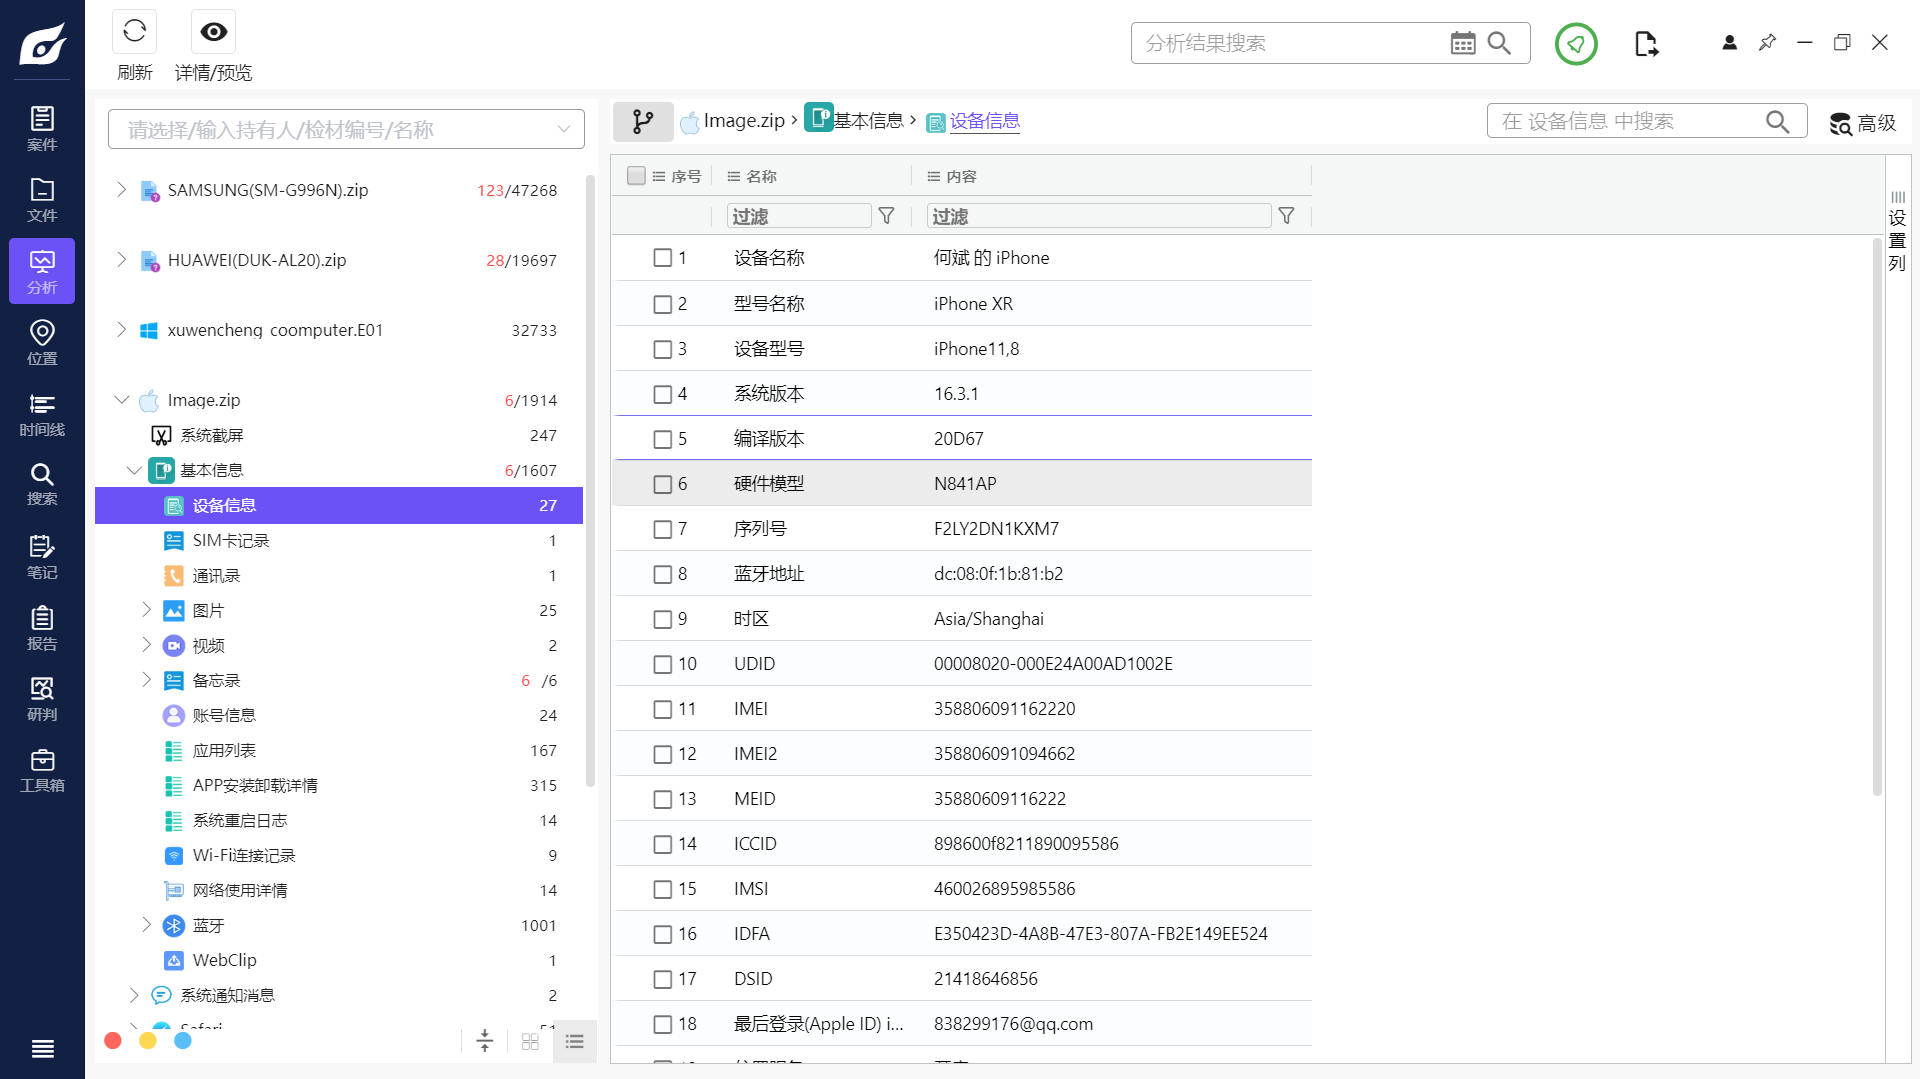 刷新
详情/预览
分析结果搜索
案件
文件
分析
位置
时间线
搜索
笔记
报告
研判
工具箱
请选择/输入持有人/检材编号/名称
SAMSUNG(SM-G996N).zip 123/47268
HUAWEI(DUK-AL20).zip 28/19697
xuwencheng coomputer.E01 32733
Image.zip 6/1914
系统截屏 247
基本信息 6/1607
设备信息 27
SIM卡记录 1
通讯录 1
图片 25
视频 2
备忘录 6 /6
账号信息 24
应用列表 167
APP安装卸载详情 315
系统重启日志 14
Wi-Fi连接记录 9
网络使用详情 14
蓝牙 1001
WebClip 1
系统通知消息 2
Safari 51
Image.zip › 基本信息 › 设备信息
在 设备信息 中搜索
高级
序号 名称 内容
过滤 过滤
1 设备名称 何斌 的 iPhone
2 型号名称 iPhone XR
3 设备型号 iPhone11,8
4 系统版本 16.3.1
5 编译版本 20D67
6 硬件模型 N841AP
7 序列号 F2LY2DN1KXM7
8 蓝牙地址 dc:08:0f:1b:81:b2
9 时区 Asia/Shanghai
10 UDID 00008020-000E24A00AD1002E
11 IMEI 358806091162220
12 IMEI2 358806091094662
13 MEID 35880609116222
14 ICCID 898600f8211890095586
15 IMSI 460026895985586
16 IDFA E350423D-4A8B-47E3-807A-FB2E149EE524
17 DSID 21418646856
18 最后登录(Apple ID) i... 838299176@qq.com
设置列